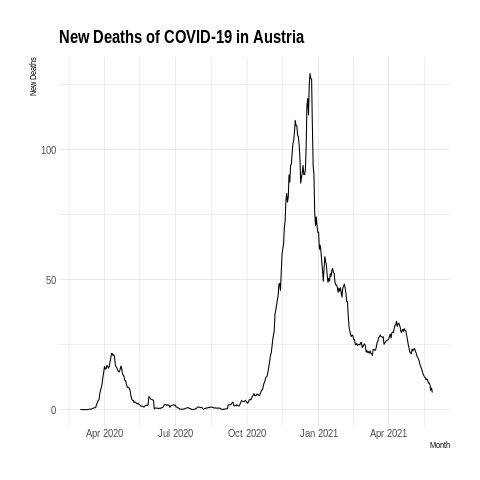 New Deaths of COVID-19 in Austria
New Deaths
100
50
0
Apr 2020 Jul 2020 Oct 2020 Jan 2021 Apr 2021
Month